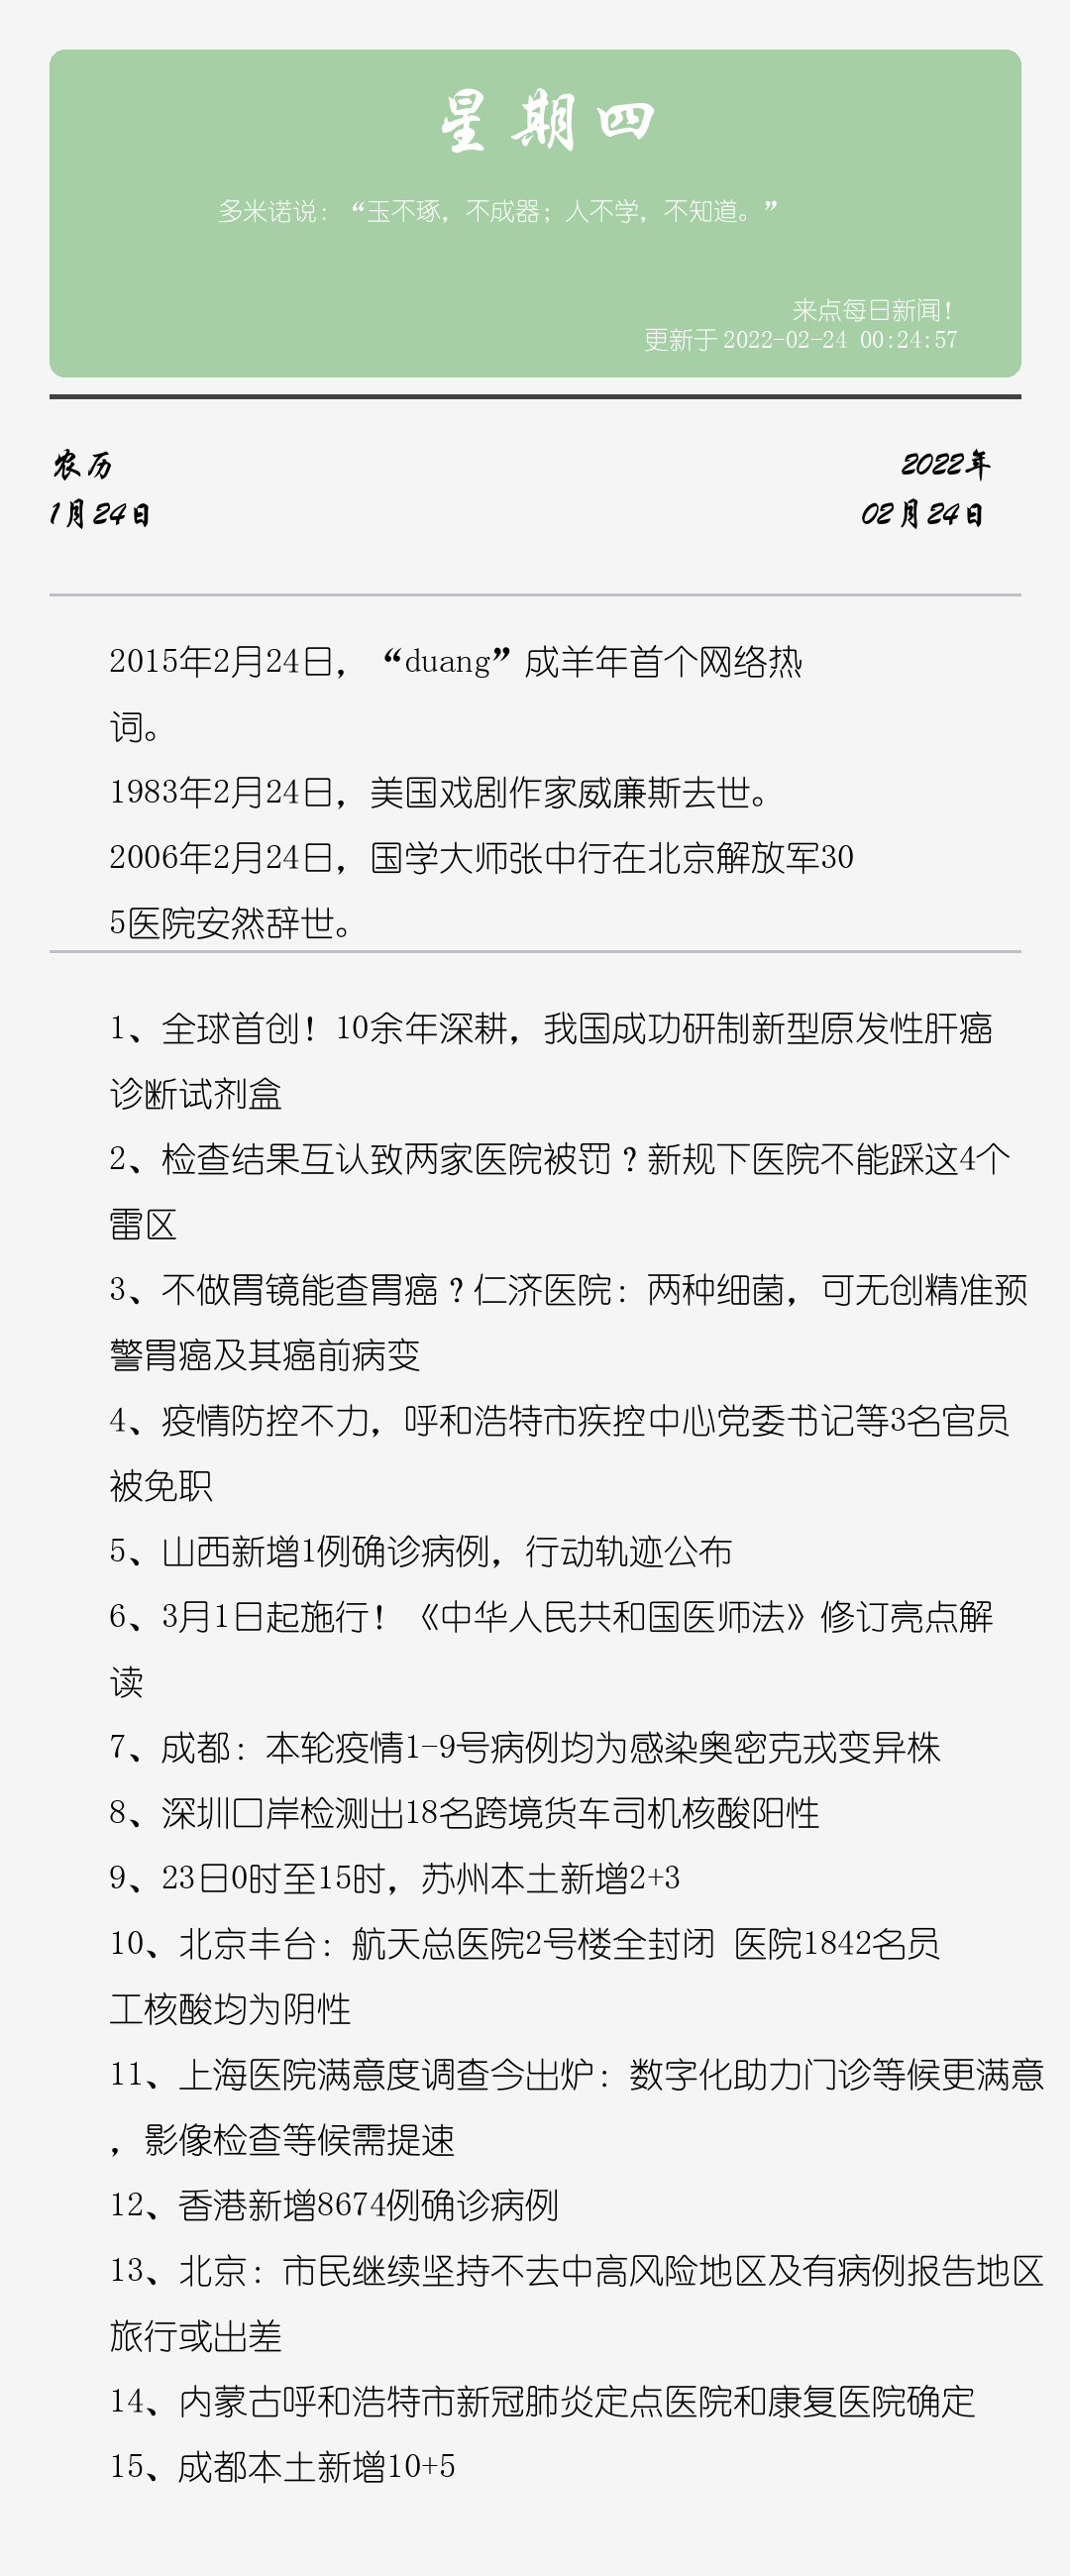 星期四
多米诺说：“玉不琢，不成器；人不学，不知道。”
来点每日新闻！
更新于 2022-02-24 00:24:57
农历
2022年
1月24日
02月24日
2015年2月24日，“duang”成羊年首个网络热
词。
1983年2月24日，美国戏剧作家威廉斯去世。
2006年2月24日，国学大师张中行在北京解放军30
5医院安然辞世。
1、全球首创！10余年深耕，我国成功研制新型原发性肝癌
诊断试剂盒
2、检查结果互认致两家医院被罚？新规下医院不能踩这4个
雷区
3、不做胃镜能查胃癌？仁济医院：两种细菌，可无创精准预
警胃癌及其癌前病变
4、疫情防控不力，呼和浩特市疾控中心党委书记等3名官员
被免职
5、山西新增1例确诊病例，行动轨迹公布
6、3月1日起施行！《中华人民共和国医师法》修订亮点解
读
7、成都：本轮疫情1-9号病例均为感染奥密克戎变异株
8、深圳口岸检测出18名跨境货车司机核酸阳性
9、23日0时至15时，苏州本土新增2+3
10、北京丰台：航天总医院2号楼全封闭 医院1842名员
工核酸均为阴性
11、上海医院满意度调查今出炉：数字化助力门诊等候更满意
，影像检查等候需提速
12、香港新增8674例确诊病例
13、北京：市民继续坚持不去中高风险地区及有病例报告地区
旅行或出差
14、内蒙古呼和浩特市新冠肺炎定点医院和康复医院确定
15、成都本土新增10+5